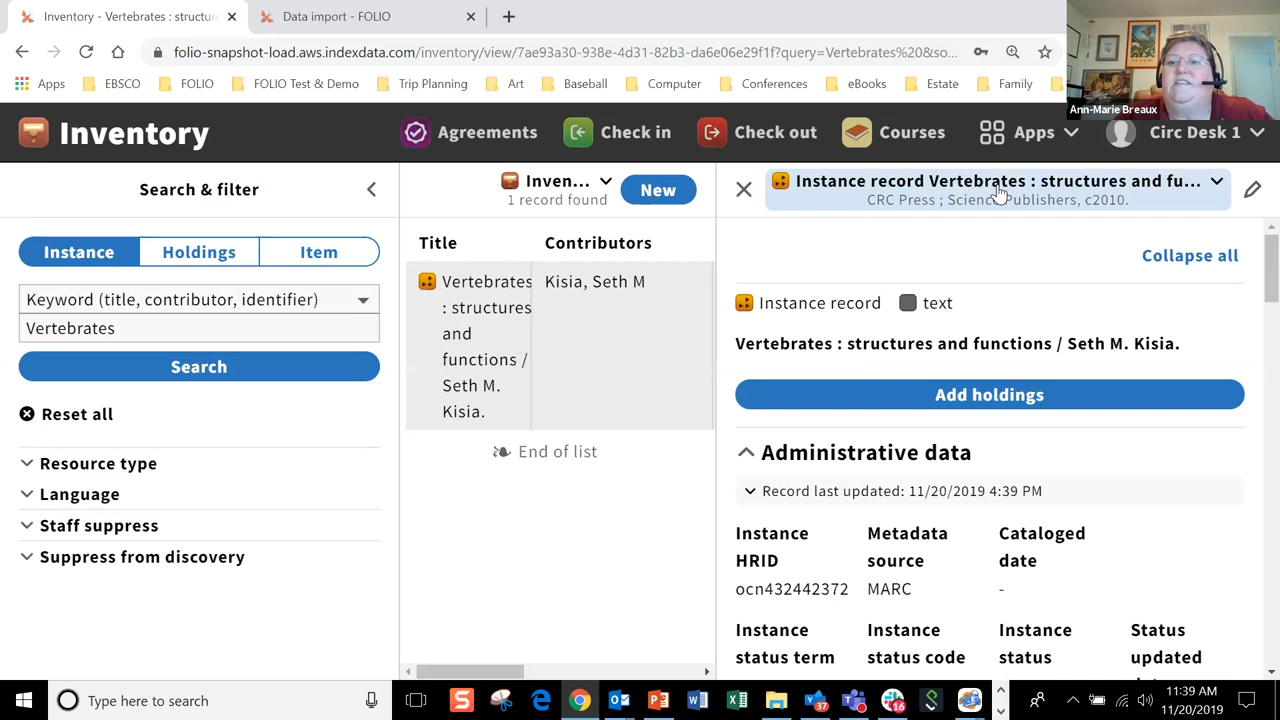 Inventory - Vertebrates : structur
Data import - FOLIO
folio-snapshot-load.aws.indexdata.com/inventory/view/7ae93a30-938e-4d31-82b3-da6e06e29f1f?query=Vertebrates%20&so...
Apps
EBSCO
FOLIO
FOLIO Test & Demo
Trip Planning
Art
Baseball
Computer
Conferences
eBooks
Estate
Family
Ann-Marie Breaux
Inventory
Agreements
Check in
Check out
Courses
Apps
Circ Desk 1
Search & filter
Inven...
1 record found
New
Instance record Vertebrates : structures and fu...
CRC Press ; Science Publishers, c2010.
Instance
Holdings
Item
Keyword (title, contributor, identifier)
Vertebrates
Search
Reset all
Resource type
Language
Staff suppress
Suppress from discovery
Title
Contributors
Vertebrates
: structures
and
functions /
Seth M.
Kisia.
Kisia, Seth M
End of list
Collapse all
Instance record
text
Vertebrates : structures and functions / Seth M. Kisia.
Add holdings
Administrative data
Record last updated: 11/20/2019 4:39 PM
Instance
HRID
Metadata
source
Cataloged
date
ocn432442372
MARC
-
Instance
status term
Instance
status code
Instance
status
Status
updated
Type here to search
37
16
11:39 AM
11/20/2019